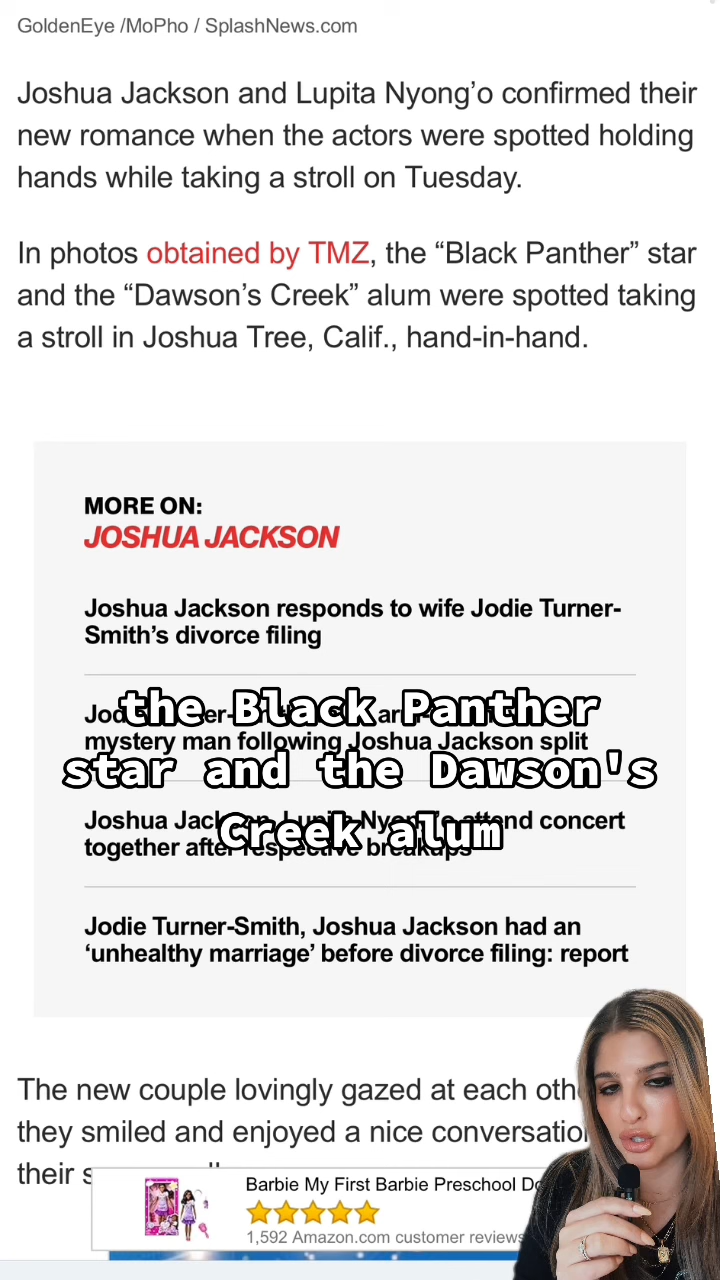 GoldenEye /MoPho / SplashNews.com
Joshua Jackson and Lupita Nyong’o confirmed their
new romance when the actors were spotted holding
hands while taking a stroll on Tuesday.
In photos obtained by TMZ, the “Black Panther” star
and the “Dawson’s Creek” alum were spotted taking
a stroll in Joshua Tree, Calif., hand-in-hand.
MORE ON:
JOSHUA JACKSON
Joshua Jackson responds to wife Jodie Turner-
Smith’s divorce filing
the Black Panther
mystery man following Joshua Jackson split
star and the Dawson's
Joshua end concert
Creek alum
together after respective breakups
Jodie Turner-Smith, Joshua Jackson had an
‘unhealthy marriage’ before divorce filing: report
The new couple lovingly gazed at each
they smiled and enjoyed a nice
their
Barbie My First Barbie Preschool
1,592 Amazon.com customer reviews